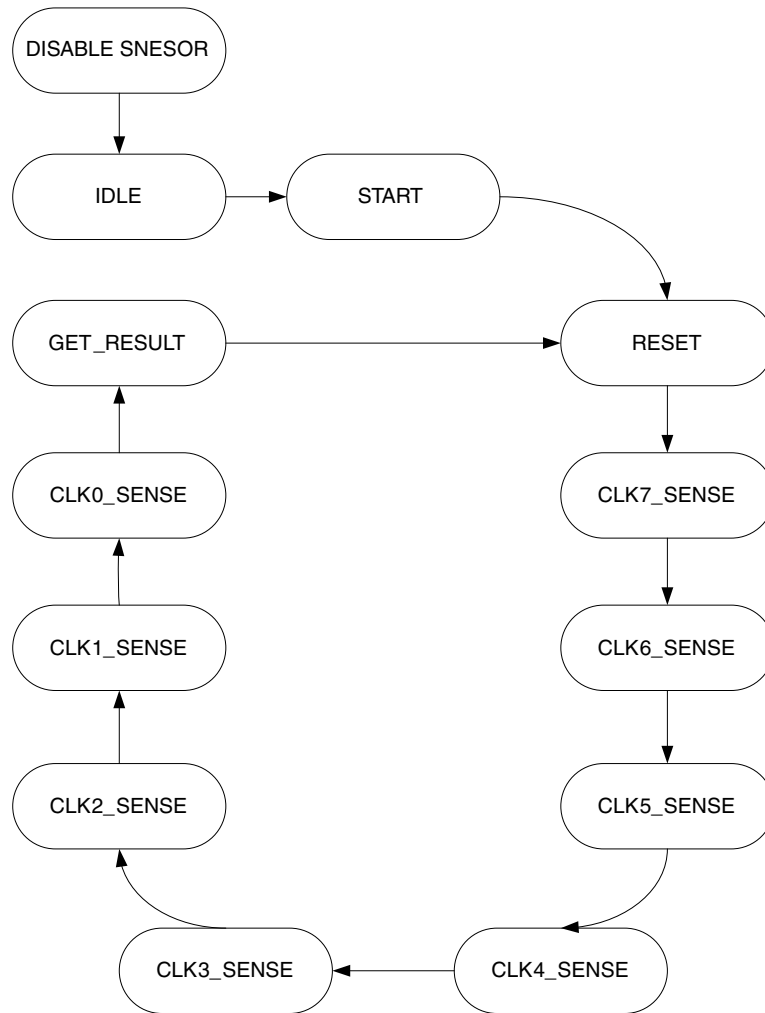 DISABLE SNESOR
IDLE
START
GET_RESULT
RESET
CLK0_SENSE
CLK7_SENSE
CLK1_SENSE
CLK6_SENSE
CLK2_SENSE
CLK5_SENSE
CLK3_SENSE
CLK4_SENSE